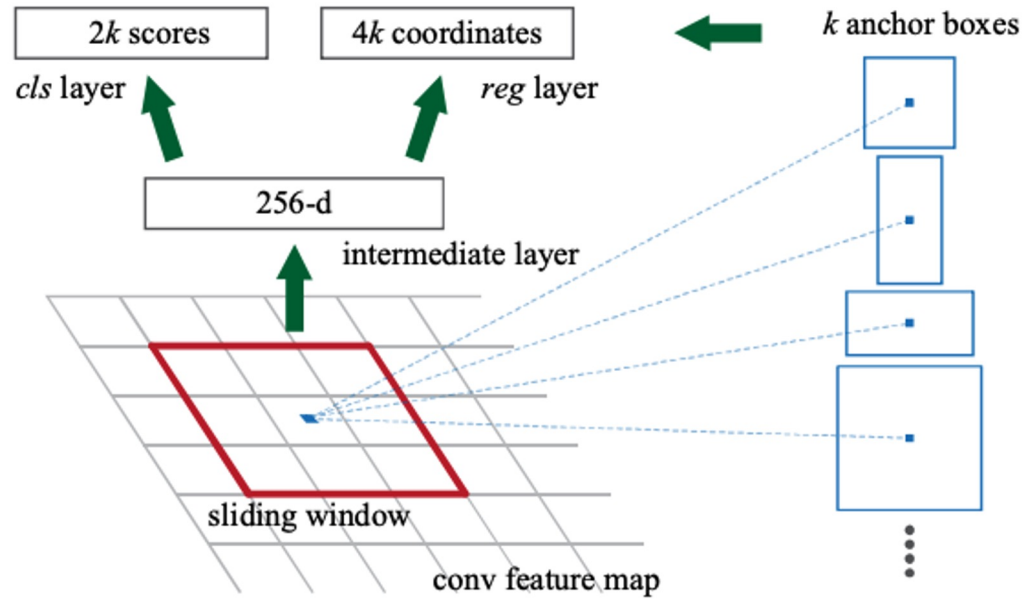 2k scores
4k coordinates
k anchor boxes
cls layer
reg layer
256-d
intermediate layer
sliding window
conv feature map